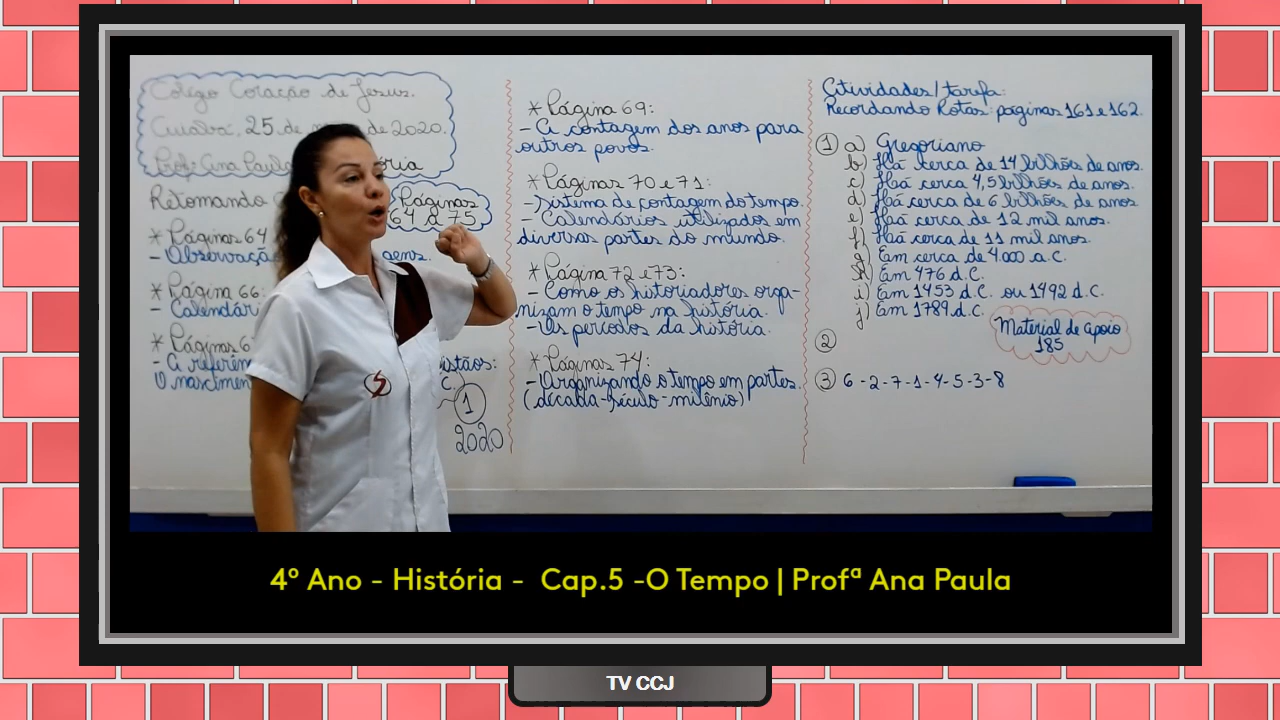 Colégio Coração de Jesus.
Cuiabá, 25 de de 2020.
Profª: Ana Paula
Retomando
Páginas
64 a 75
* Páginas 64
- Observação
* Página 66:
- Calendári
* Páginas 6
- A referên istãos:
O nascimen C.
1
2020
* Página 69:
- A contagem dos anos para
outros povos.
* Páginas 70 e 71:
- Sistema de contagem do tempo.
- Calendários utilizados em
diversas partes do mundo.
* Página 72 e 73:
- Como os historiadores orga-
nizam o tempo na história.
- Os períodos da história.
* Páginas 74:
- Organizando o tempo em partes.
(década-século-milênio)
Atividades/tarefa:
Recordando Rotas: páginas 161 e 162.
1 a) Gregoriano
b) Há cerca de 14 bilhões de anos.
c) Há cerca 4,5 bilhões de anos.
d) Há cerca de 6 bilhões de anos
e) Há cerca de 12 mil anos.
f) Há cerca de 11 mil anos.
g) Em cerca de 4.000 a.C.
h) Em 476 d.C.
i) Em 1453 d.C. ou 1492 d.C.
j) Em 1789 d.C.
Material de apoio
185
2
3 6-2-7-1-4-5-3-8
4º Ano - História - Cap.5 -O Tempo | Profª Ana Paula
TV CCJ